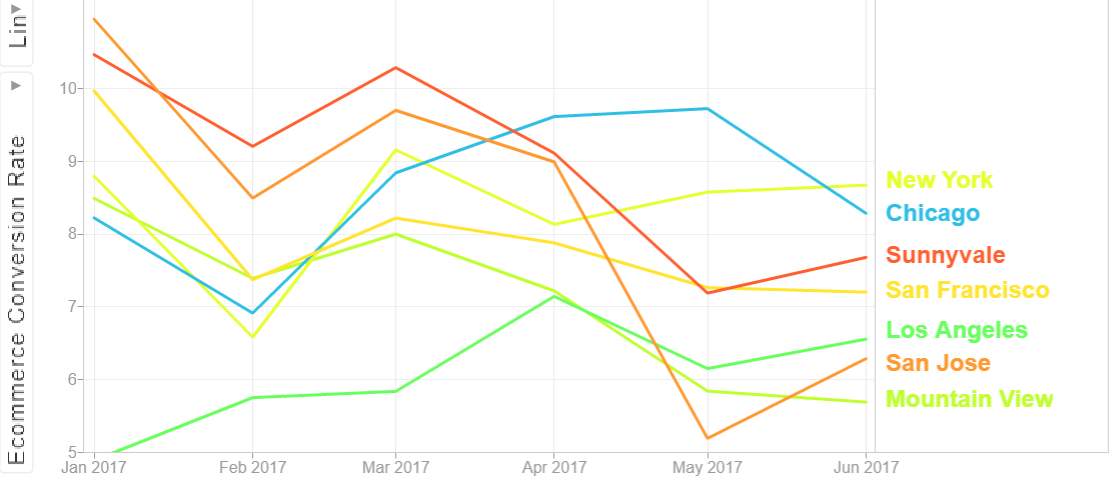 Lin
Ecommerce Conversion Rate
10
9
8
7
6
5
Jan 2017
Feb 2017
Mar 2017
Apr 2017
May 2017
Jun 2017
New York
Chicago
Sunnyvale
San Francisco
Los Angeles
San Jose
Mountain View